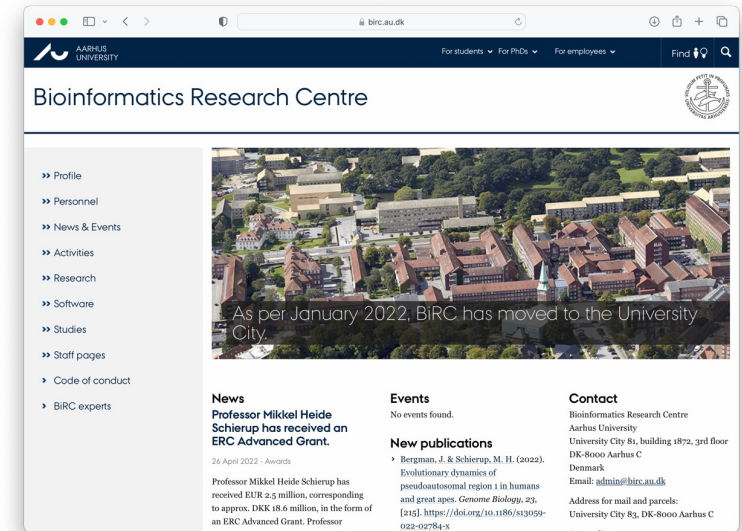 birc.au.dk
AARHUS
UNIVERSITY
For students
For PhDs
For employees
Find
Bioinformatics Research Centre
Profile
Personnel
News & Events
Activities
Research
Software
Studies
Staff pages
Code of conduct
BiRC experts
As per January 2022, BiRC has moved to the University
City.
News
Professor Mikkel Heide
Schierup has received an
ERC Advanced Grant.
26 April 2022 - Awards
Professor Mikkel Heide Schierup has
received EUR 2.5 million, corresponding
to approx. DKK 18.6 million, in the form of
an ERC Advanced Grant. Professor
Events
No events found.
New publications
Bergman, J. & Schierup, M. H. (2022).
Evolutionary dynamics of
pseudoautosomal region 1 in humans
and great apes. Genome Biology, 23,
[215]. https://doi.org/10.1186/s13059-
022-02784-x
Contact
Bioinformatics Research Centre
Aarhus University
University City 81, building 1872, 3rd floor
DK-8000 Aarhus C
Denmark
Email: admin@birc.au.dk
Address for mail and parcels:
University City 83, DK-8000 Aarhus C